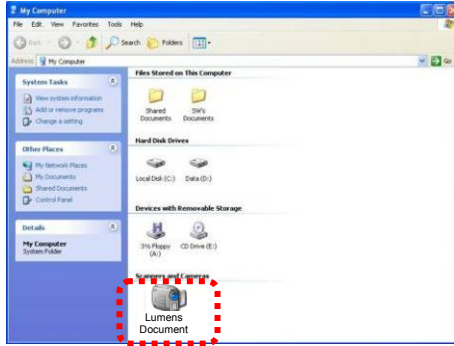 My Computer
File Edit View Favorites Tools Help
Back Search Folders
Address My Computer Go
System Tasks
View system information
Add or remove programs
Change a setting
Other Places
My Network Places
My Documents
Shared Documents
Control Panel
Details
My Computer
System Folder
Files Stored on This Computer
Shared Documents
SW's Documents
Hard Disk Drives
Local Disk (C:) Data (D:)
Devices with Removable Storage
3½ Floppy (A:)
CD Drive (E:)
Scanners and Cameras
Lumens
Document